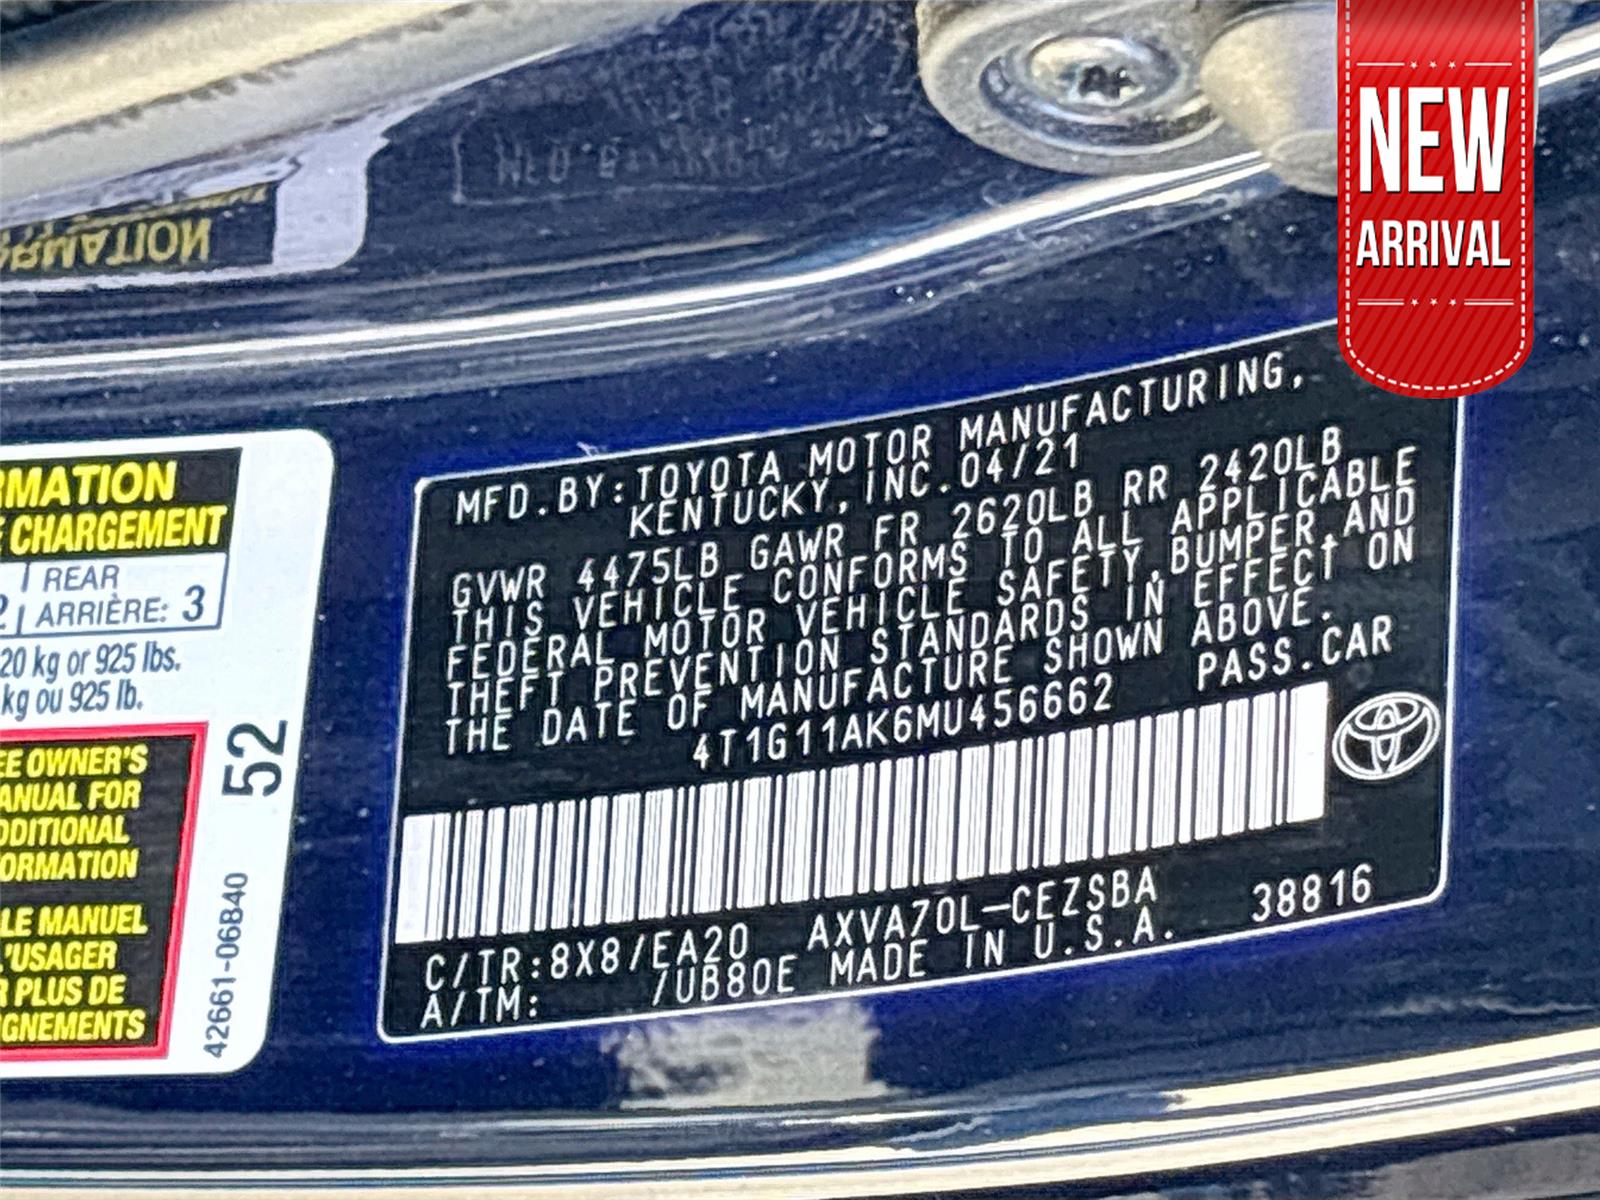 NEW
ARRIVAL
MFD.BY:TOYOTA MOTOR MANUFACTURING,
KENTUCKY, INC.04/21
GVWR 4475LB GAWR FR 2620LB RR 2420LB
THIS VEHICLE CONFORMS TO ALL APPLICABLE
FEDERAL MOTOR VEHICLE SAFETY,BUMPER,AND
THEFT PREVENTION STANDARDS IN EFFECT ON
THE DATE OF MANUFACTURE SHOWN ABOVE.
4T1G11AK6MU456662 PASS.CAR
C/TR:8X8/EA20 AXVA70L-CEZSBA 38816
A/TM: /UB80E MADE IN U.S.A.
RMATION
E CHARGEMENT
REAR
2 ARRIÈRE: 3
20 kg or 925 lbs.
kg ou 925 lb.
EE OWNER'S
ANUAL FOR
DDITIONAL
FORMATION
LE MANUEL
L'USAGER
R PLUS DE
IGNEMENTS
52
42661-06840